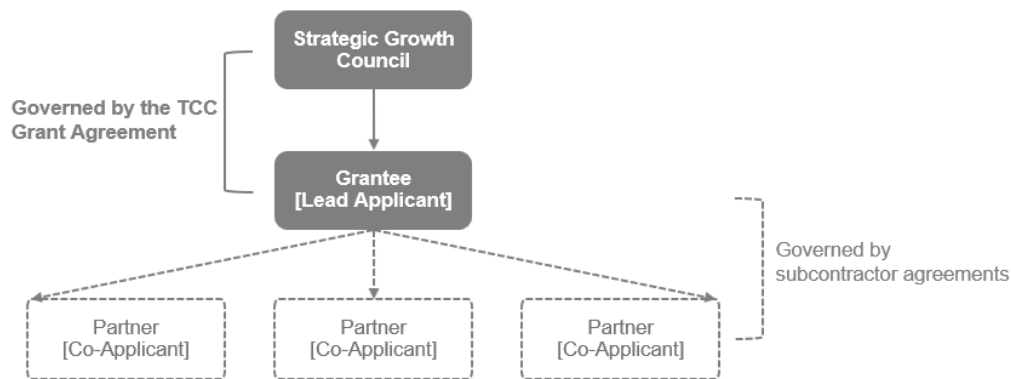 Strategic Growth
Council
Governed by the TCC
Grant Agreement
Grantee
[Lead Applicant]
Governed by
subcontractor agreements
Partner
[Co-Applicant]
Partner
[Co-Applicant]
Partner
[Co-Applicant]